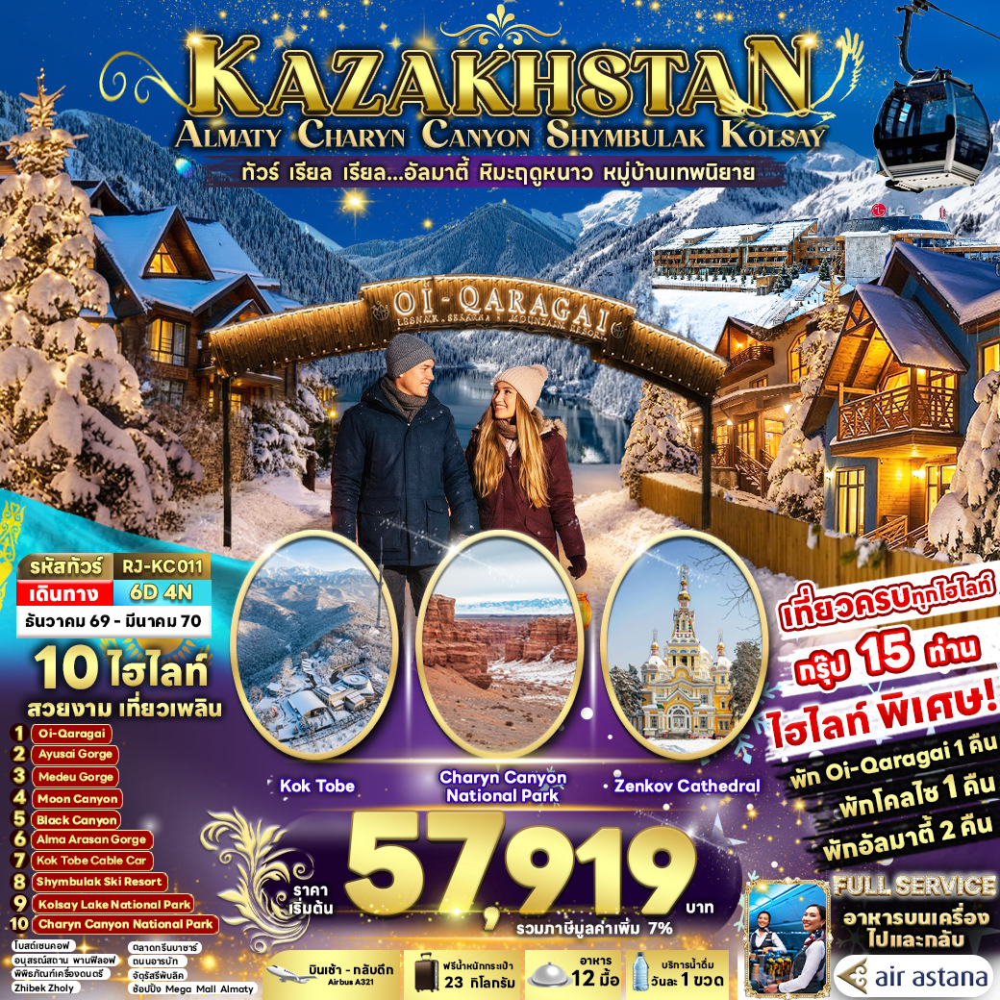 KAZAKHSTAN
ALMATY CHARYN CANYON SHYMBULAK KOLSAY
ทัวร์ เรียล เรียล...อัลมาตี้ หิมะฤดูหนาว หมู่บ้านเทพนิยาย
LG
OI-QARAGAI
รหัสทัวร์ RJ-KC011
เดินทาง 6D 4N
ธันวาคม 69 - มีนาคม 70
10 ไฮไลท์
สวยงาม เที่ยวเพลิน
1 Oi-Qaragai
2 Ayusai Gorge
3 Medeu Gorge
4 Moon Canyon
5 Black Canyon
6 Alma Arasan Gorge
7 Kok Tobe Cable Car
8 Shymbulak Ski Resort
9 Kolsay Lake National Park
10 Charyn Canyon National Park
โบสถ์เซนคอฟ
อนุสรณ์สถาน พานฟิลอฟ
พิพิธภัณฑ์เครื่องดนตรี
Zhibek Zholy
ตลาดกรีนบาซาร์
ถนนอาร์บัท
จัตุรัสรีพับลิค
ช้อปปิ้ง Mega Mall Almaty
Kok Tobe
Charyn Canyon
National Park
Zenkov Cathedral
เที่ยวครบทุกไฮไลท์
กรุ๊ป 15 ท่าน
ไฮไลท์ พิเศษ!
พัก Oi-Qaragai 1 คืน
พักโคลไซ 1 คืน
พักอัลมาตี้ 2 คืน
ราคา
เริ่มต้น
57,919
บาท
รวมภาษีมูลค่าเพิ่ม 7%
FULL SERVICE
อาหารบนเครื่อง
ไปและกลับ
air astana
บินเช้า - กลับดึก
Airbus A321
ฟรีน้ำหนักกระเป๋า
23 กิโลกรัม
อาหาร
12 มื้อ
บริการน้ำดื่ม
วันละ 1 ขวด